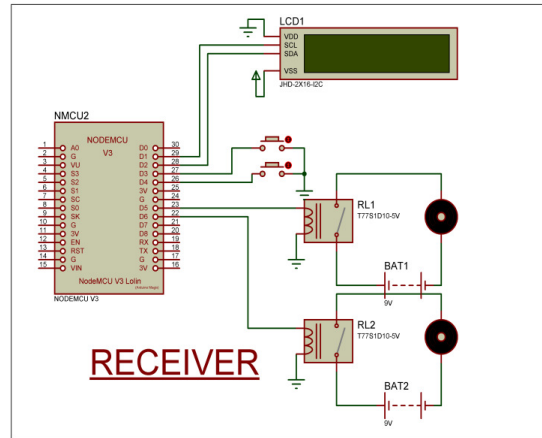 LCD1
VDD
SCL
SDA
VSS
JHD-2X16-I2C
NMCU2
NODEMCU
V3
1 A0 D0 30
2 G D1 29
3 VU D2 28
4 S3 D3 27
5 S2 D4 26
6 S1 3V 25
7 SC G 24
8 S0 D5 23
9 SK D6 22
10 G D7 21
11 3V D8 20
12 EN RX 19
13 RST TX 18
14 G G 17
15 VIN 3V 16
NodeMCU V3 Lolin
NODEMCU V3
RL1
T77S1D10-5V
BAT1
9V
RL2
T77S1D10-5V
BAT2
9V
RECEIVER